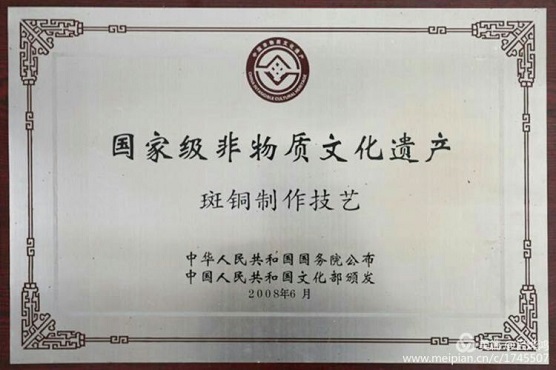 国家级非物质文化遗产
斑铜制作技艺
中华人民共和国国务院公布
中国人民共和国文化部颁发
2008年6月
www.meipian.cn/c/1745507